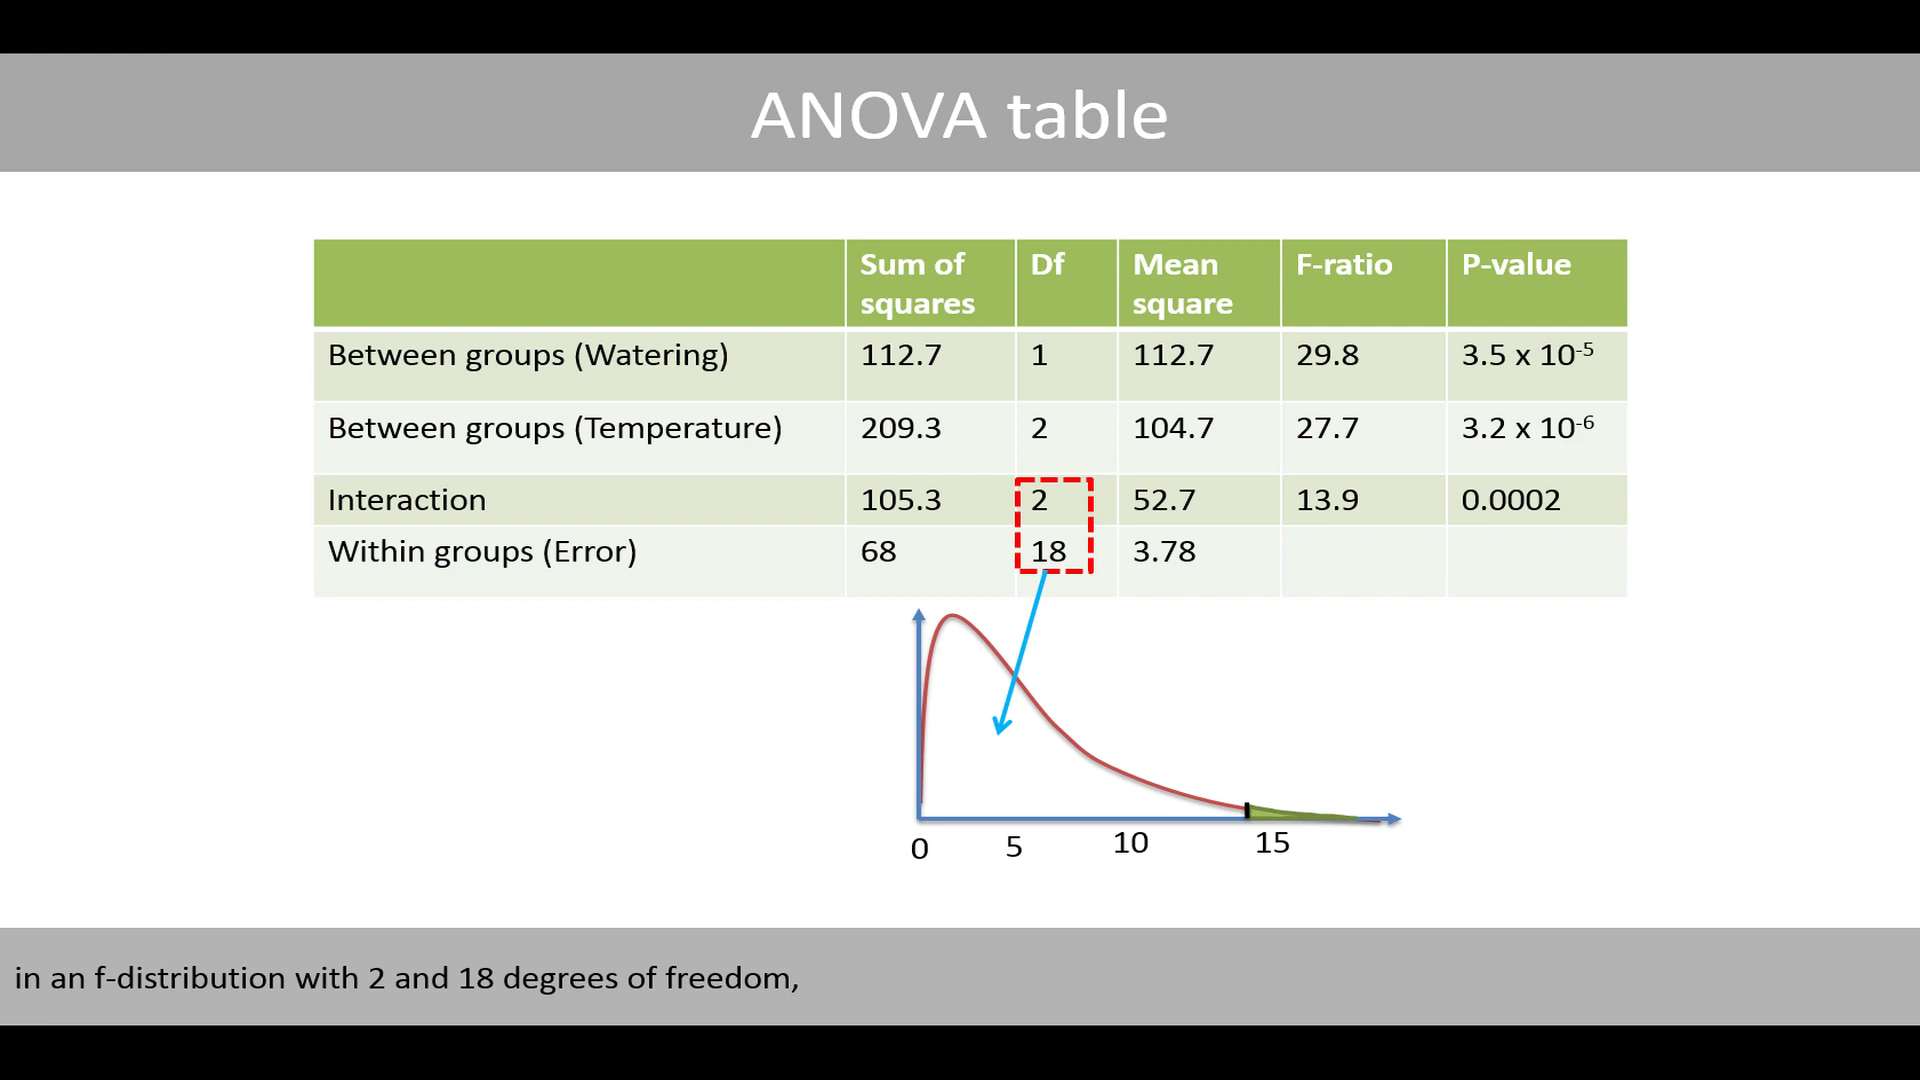 ANOVA table
Sum of squares Df Mean square F-ratio P-value
Between groups (Watering) 112.7 1 112.7 29.8 3.5 x 10⁻⁵
Between groups (Temperature) 209.3 2 104.7 27.7 3.2 x 10⁻⁶
Interaction 105.3 2 52.7 13.9 0.0002
Within groups (Error) 68 18 3.78
0 5 10 15
in an f-distribution with 2 and 18 degrees of freedom,